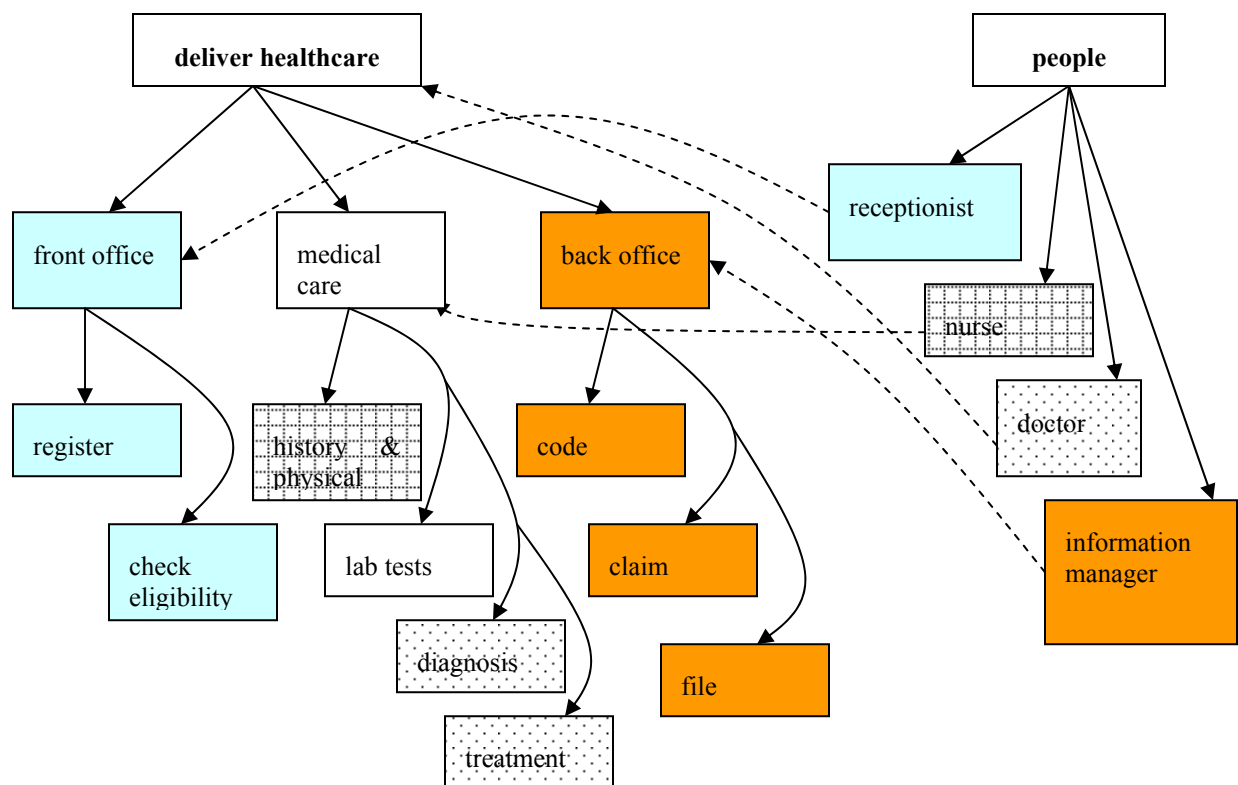 deliver healthcare
people
receptionist
front office
medical
care
back office
nurse
doctor
register
history &
physical
code
information
manager
check
eligibility
lab tests
claim
diagnosis
file
treatment